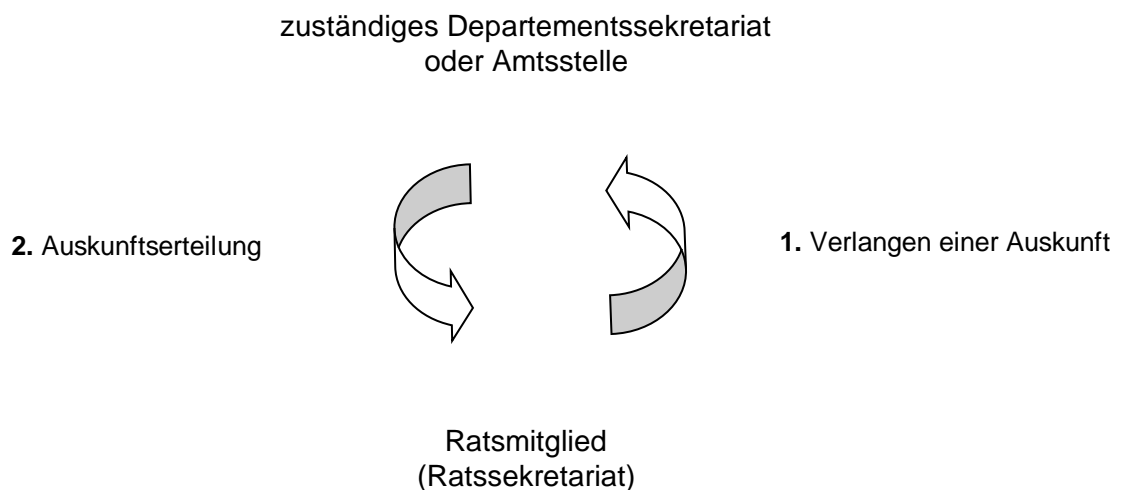 zuständiges Departementssekretariat
oder Amtsstelle
2. Auskunftserteilung
1. Verlangen einer Auskunft
Ratsmitglied
(Ratssekretariat)